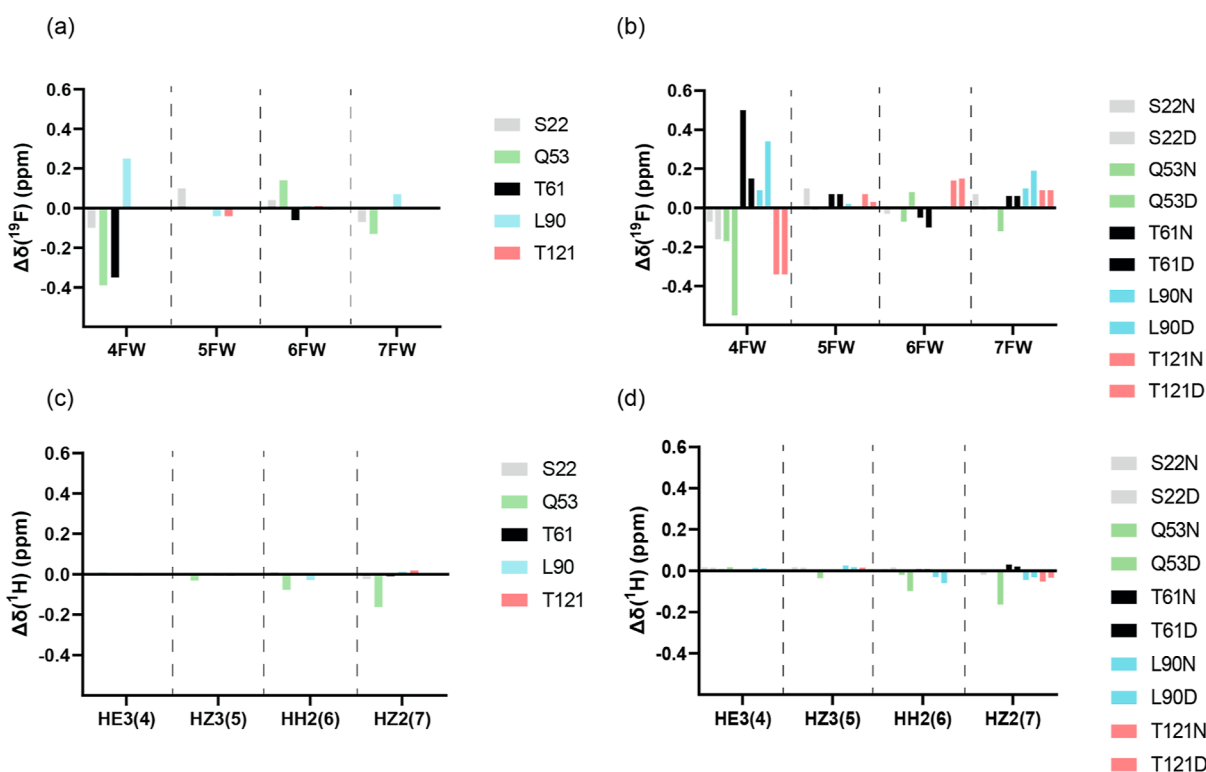 (a)
Δδ(¹⁹F) (ppm)
0.6
0.4
0.2
0.0
-0.2
-0.4
4FW 5FW 6FW 7FW
S22
Q53
T61
L90
T121
(b)
Δδ(¹⁹F) (ppm)
0.6
0.4
0.2
0.0
-0.2
-0.4
4FW 5FW 6FW 7FW
S22N
S22D
Q53N
Q53D
T61N
T61D
L90N
L90D
T121N
T121D
(c)
Δδ(¹H) (ppm)
0.6
0.4
0.2
0.0
-0.2
-0.4
HE3(4) HZ3(5) HH2(6) HZ2(7)
S22
Q53
T61
L90
T121
(d)
Δδ(¹H) (ppm)
0.6
0.4
0.2
0.0
-0.2
-0.4
HE3(4) HZ3(5) HH2(6) HZ2(7)
S22N
S22D
Q53N
Q53D
T61N
T61D
L90N
L90D
T121N
T121D